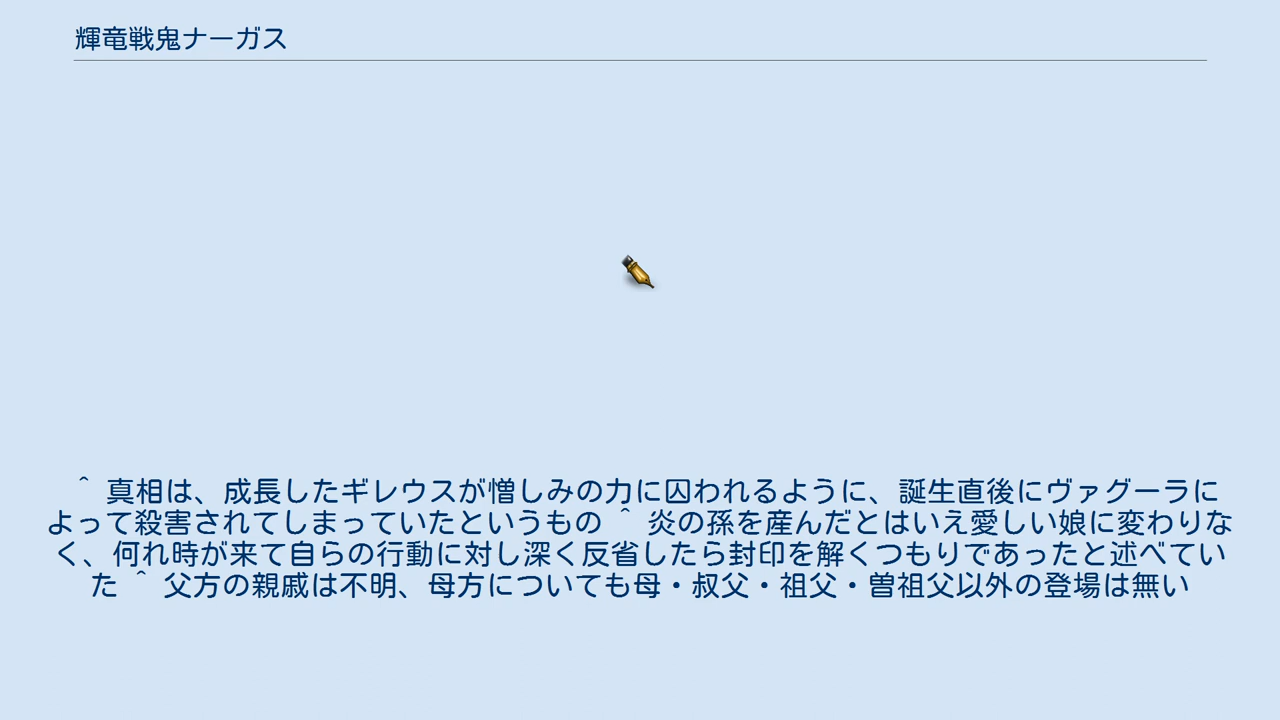 輝竜戦鬼ナーガス
^ 真相は、成長したギレウスが憎しみの力に囚われるように、誕生直後にヴァグーラに
よって殺害されてしまっていたというもの ^ 炎の孫を産んだとはいえ愛しい娘に変わりな
く、何れ時が来て自らの行動に対し深く反省したら封印を解くつもりであったと述べてい
た ^ 父方の親戚は不明、母方についても母・叔父・祖父・曽祖父以外の登場は無い